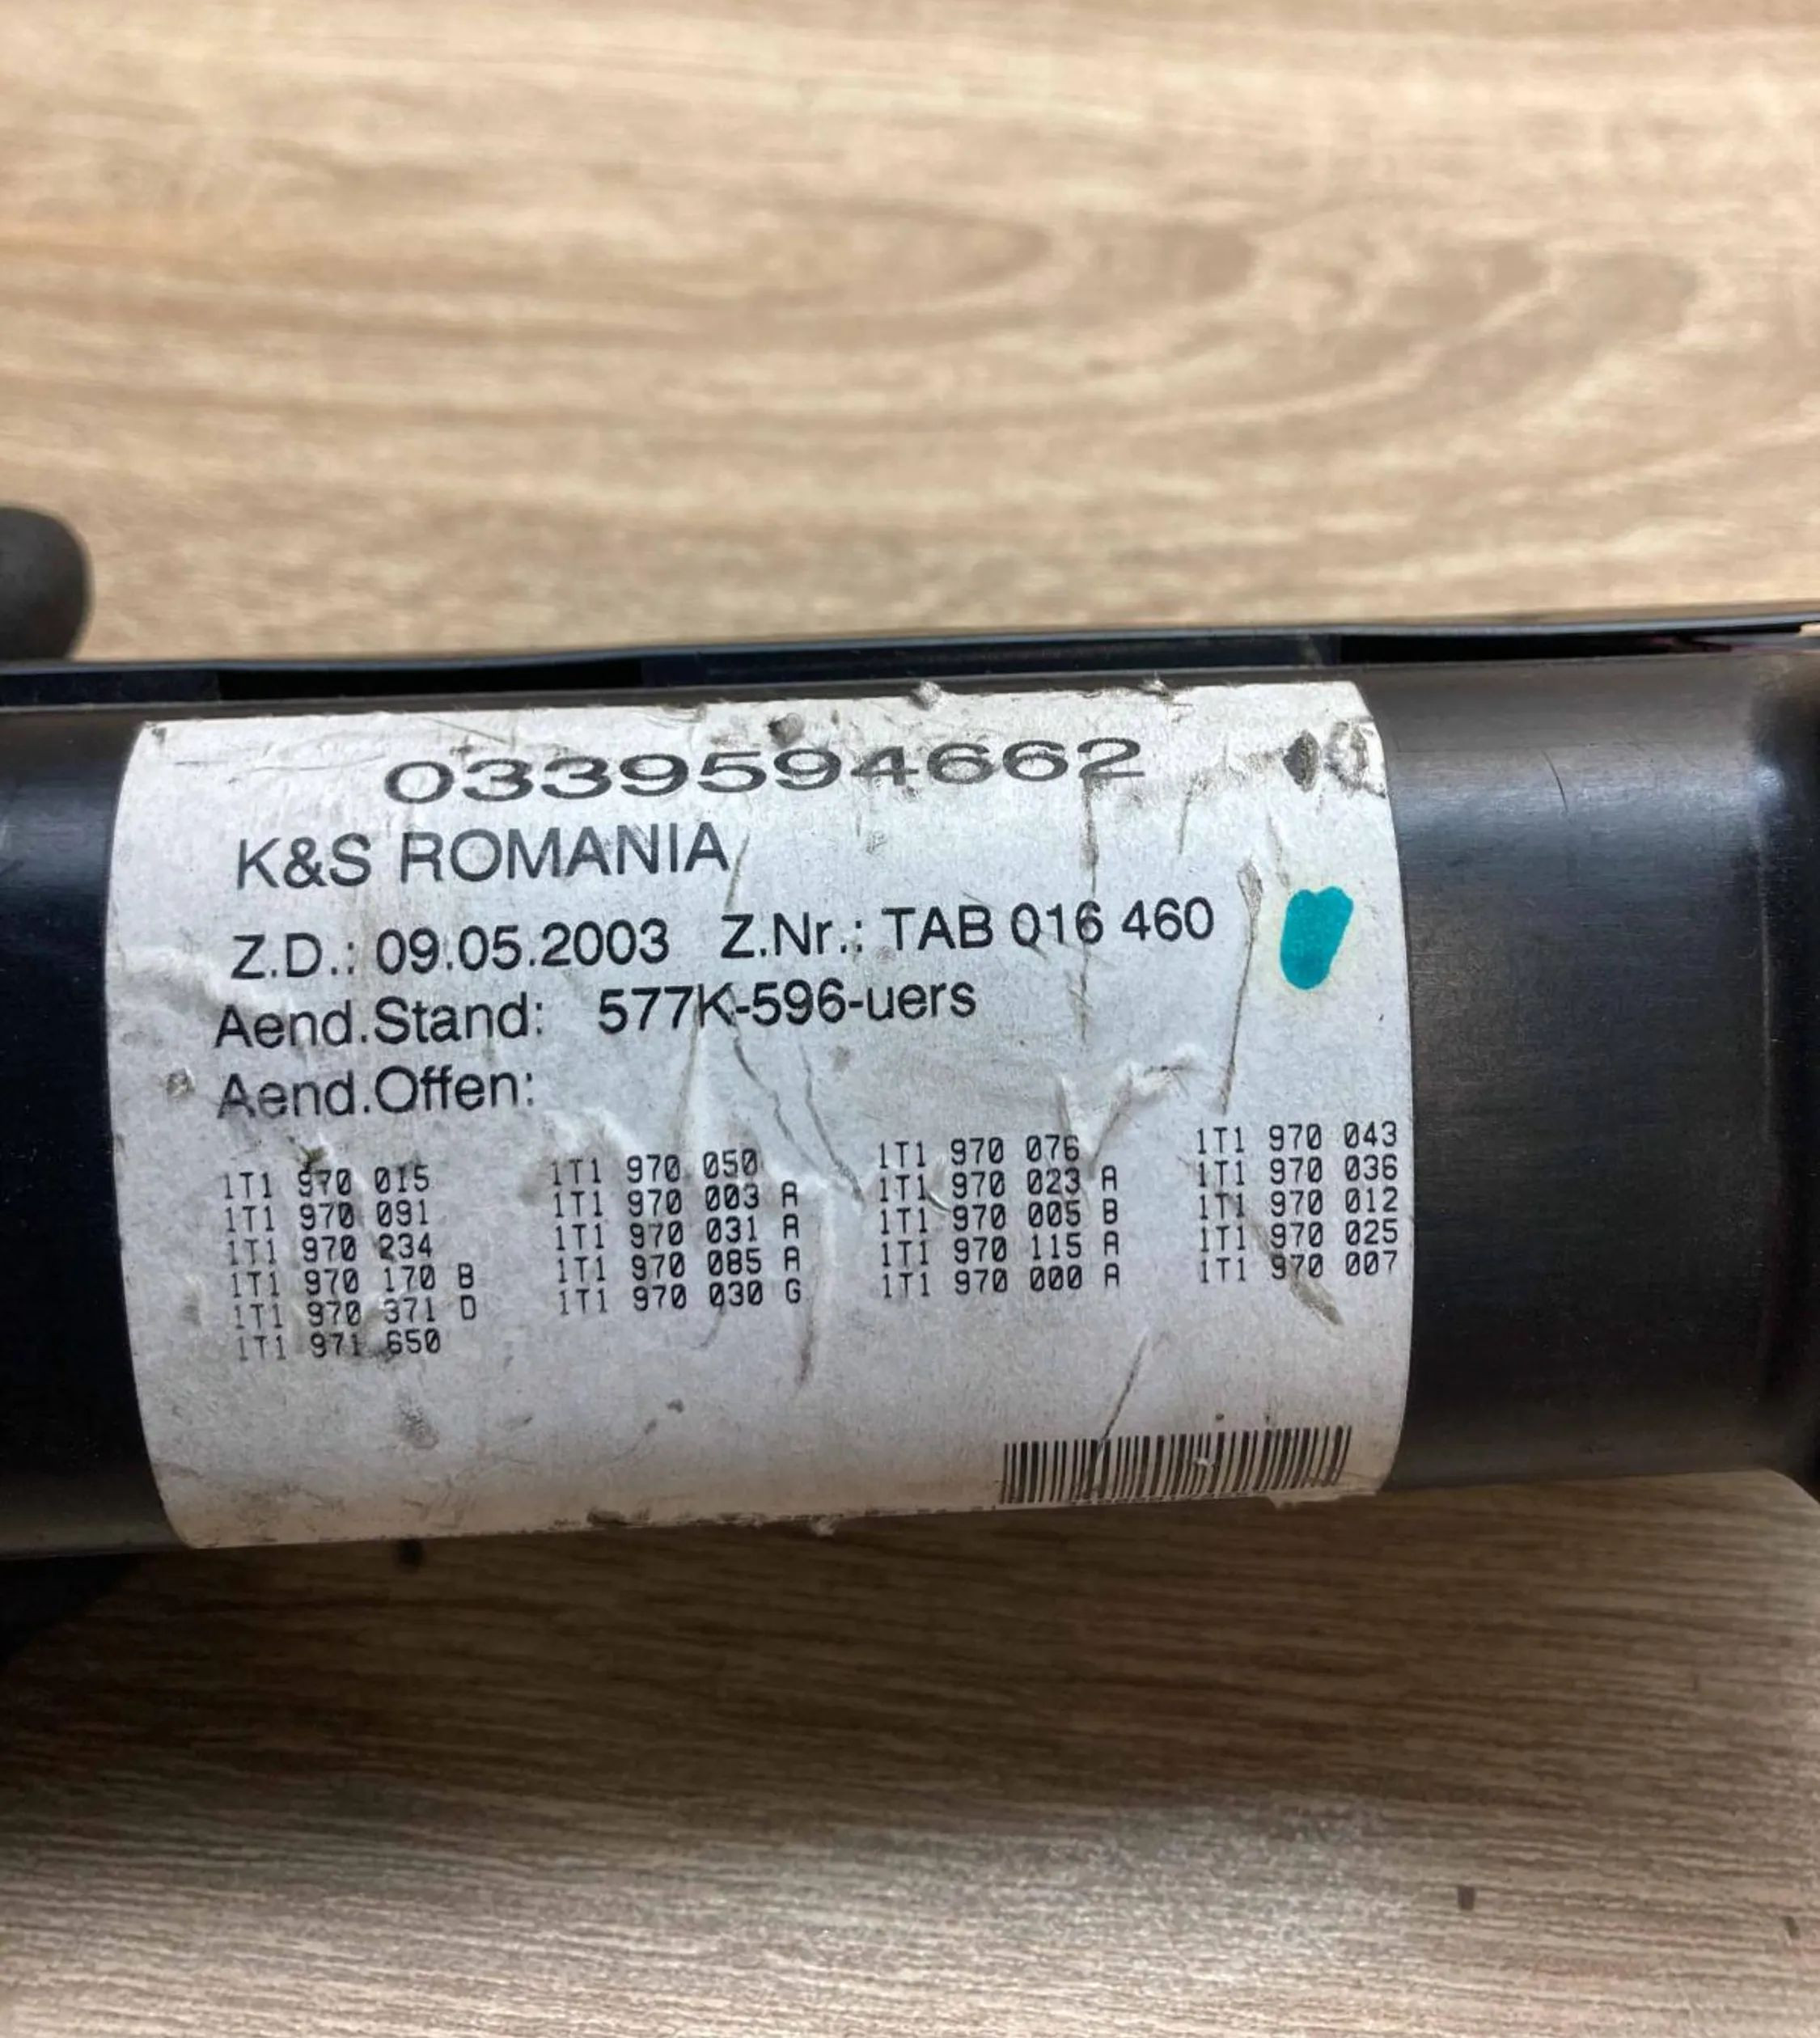 0339594662
K&S ROMANIA
Z.D.: 09.05.2003 Z.Nr.: TAB 016 460
Aend.Stand: 577K-596-uers
Aend.Offen:
1T1 970 015 1T1 970 050 1T1 970 076 1T1 970 043
1T1 970 091 1T1 970 003 A 1T1 970 023 A 1T1 970 036
1T1 970 234 1T1 970 031 A 1T1 970 005 B 1T1 970 012
1T1 970 170 B 1T1 970 085 A 1T1 970 115 A 1T1 970 025
1T1 970 371 D 1T1 970 030 G 1T1 970 000 A 1T1 970 007
1T1 971 650